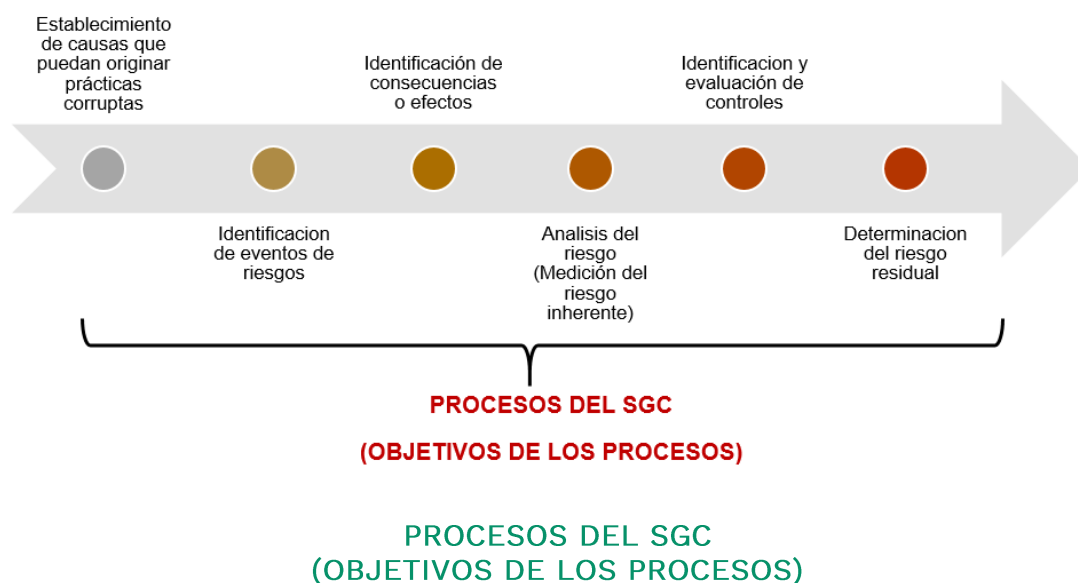 Establecimiento
de causas que
puedan originar
prácticas
corruptas
Identificacion
de eventos de
riesgos
Identificación de
consecuencias
o efectos
Analisis del
riesgo
(Medición del
riesgo
inherente)
Identificacion y
evaluación de
controles
Determinacion
del riesgo
residual
PROCESOS DEL SGC
(OBJETIVOS DE LOS PROCESOS)
PROCESOS DEL SGC
(OBJETIVOS DE LOS PROCESOS)